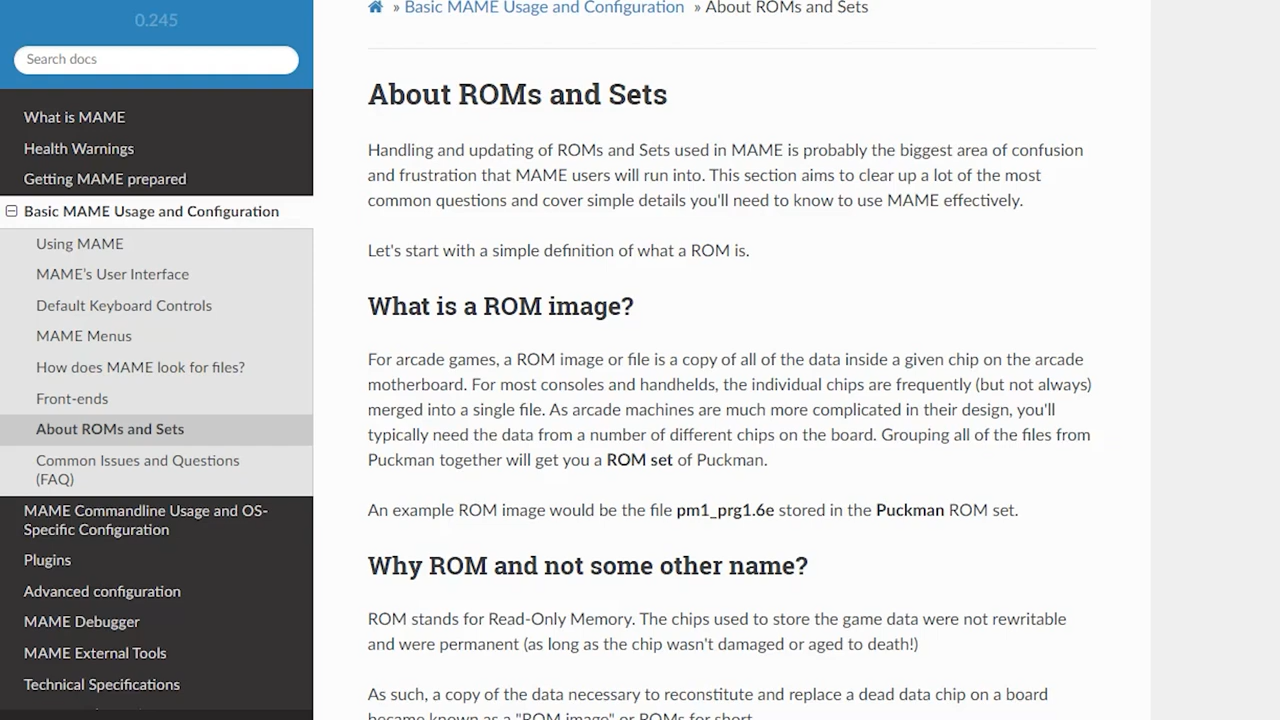 0.245
Search docs
What is MAME
Health Warnings
Getting MAME prepared
Basic MAME Usage and Configuration
Using MAME
MAME's User Interface
Default Keyboard Controls
MAME Menus
How does MAME look for files?
Front-ends
About ROMs and Sets
Common Issues and Questions
(FAQ)
MAME Commandline Usage and OS-
Specific Configuration
Plugins
Advanced configuration
MAME Debugger
MAME External Tools
Technical Specifications
» Basic MAME Usage and Configuration » About ROMs and Sets
About ROMs and Sets
Handling and updating of ROMs and Sets used in MAME is probably the biggest area of confusion
and frustration that MAME users will run into. This section aims to clear up a lot of the most
common questions and cover simple details you'll need to know to use MAME effectively.
Let's start with a simple definition of what a ROM is.
What is a ROM image?
For arcade games, a ROM image or file is a copy of all of the data inside a given chip on the arcade
motherboard. For most consoles and handhelds, the individual chips are frequently (but not always)
merged into a single file. As arcade machines are much more complicated in their design, you'll
typically need the data from a number of different chips on the board. Grouping all of the files from
Puckman together will get you a ROM set of Puckman.
An example ROM image would be the file pm1_prg1.6e stored in the Puckman ROM set.
Why ROM and not some other name?
ROM stands for Read-Only Memory. The chips used to store the game data were not rewritable
and were permanent (as long as the chip wasn't damaged or aged to death!)
As such, a copy of the data necessary to reconstitute and replace a dead data chip on a board
became known as a "ROM image" or ROMs for short.